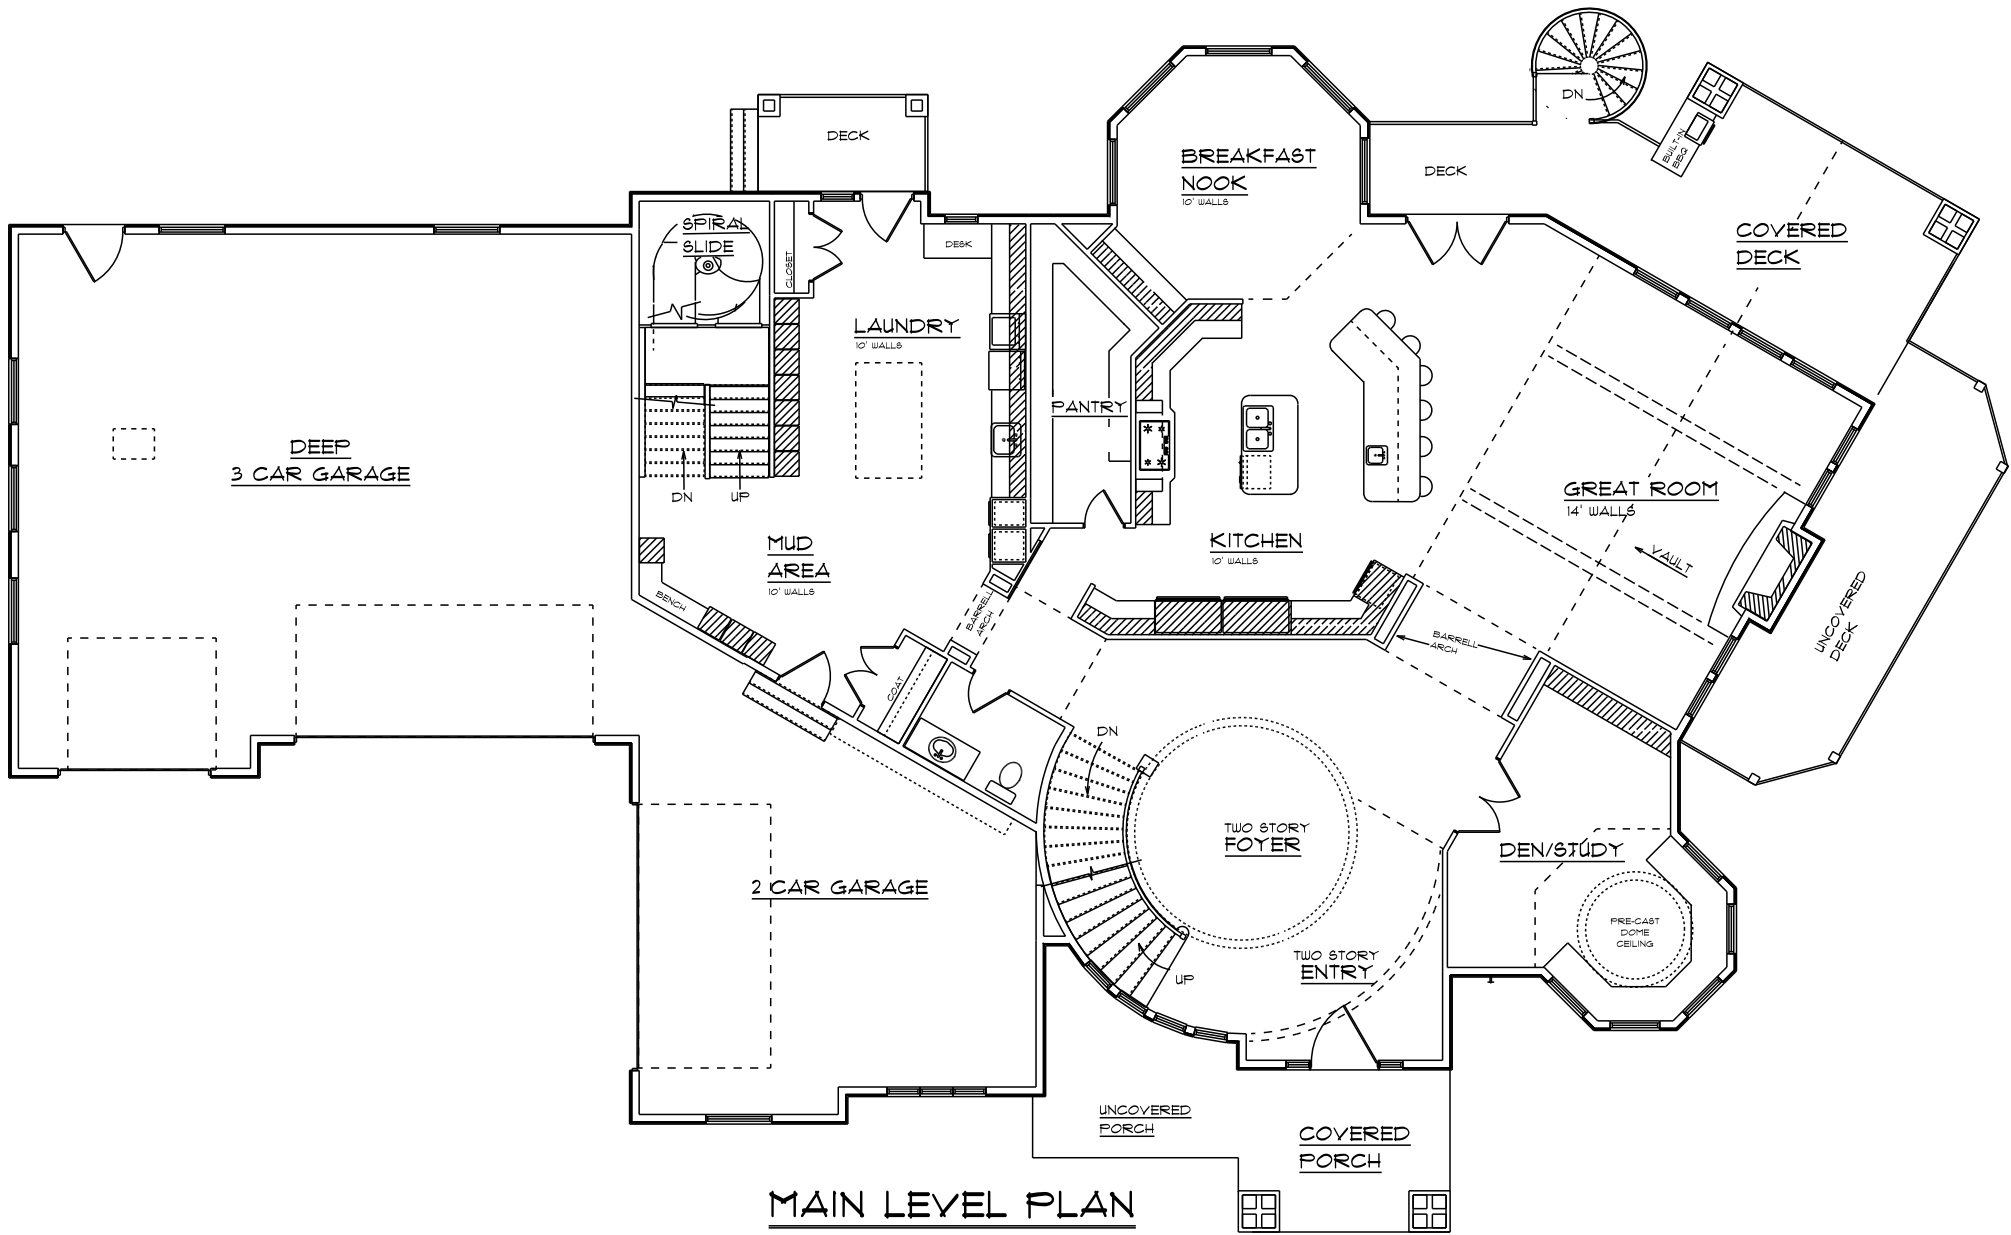 DN
DECK
BREAKFAST
NOOK
10' WALLS
DECK
BUILT-IN
BBQ
COVERED
DECK
SPIRAL
SLIDE
CLOSET
DESK
LAUNDRY
10' WALLS
PANTRY
DEEP
3 CAR GARAGE
DN
UP
GREAT ROOM
14' WALLS
VAULT
KITCHEN
10' WALLS
MUD
AREA
10' WALLS
BENCH
BARRELL
ARCH
BARRELL
ARCH
UNCOVERED
DECK
COAT
DN
TWO STORY
FOYER
DEN/STUDY
2 CAR GARAGE
PRE-CAST
DOME
CEILING
TWO STORY
ENTRY
UP
UNCOVERED
PORCH
COVERED
PORCH
MAIN LEVEL PLAN